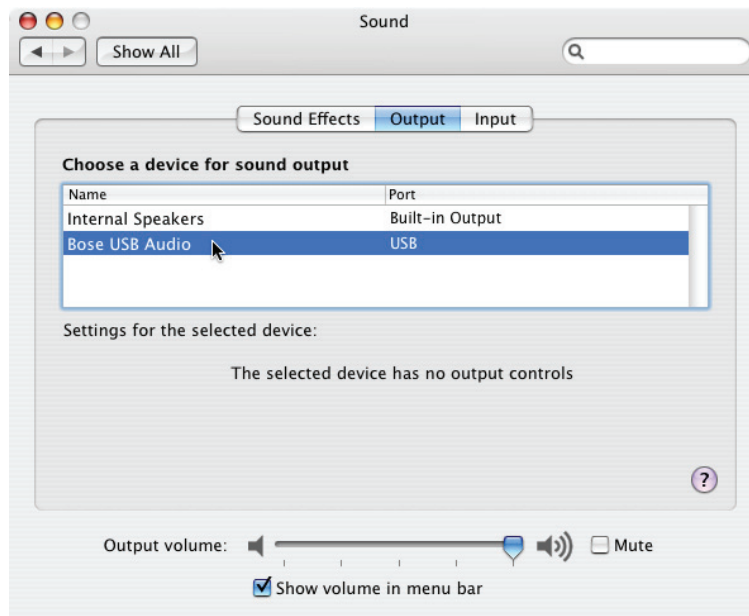 Sound
Show All
Sound Effects Output Input
Choose a device for sound output
Name Port
Internal Speakers Built-in Output
Bose USB Audio USB
Settings for the selected device:
The selected device has no output controls
?
Output volume: Mute
Show volume in menu bar